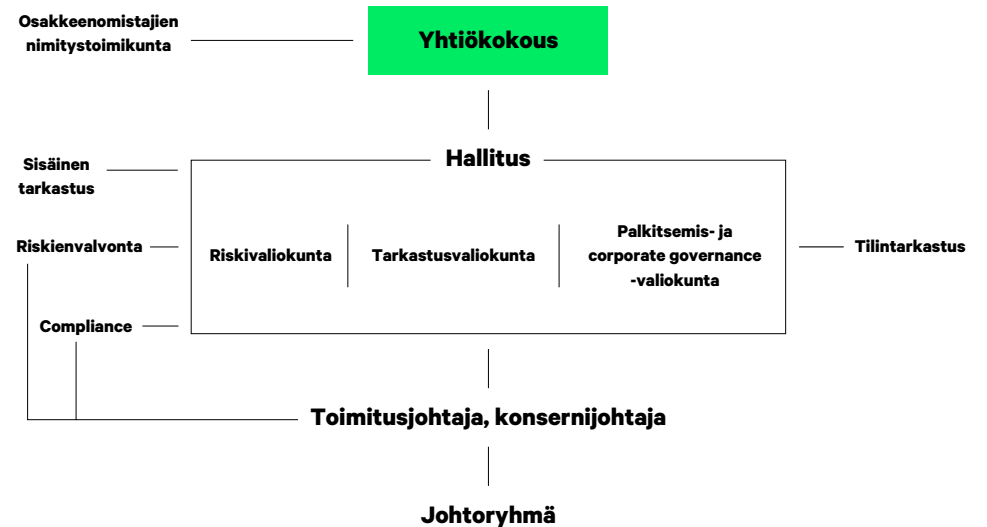 Osakkeenomistajien
nimitystoimikunta
Yhtiökokous
Hallitus
Sisäinen
tarkastus
Riskienvalvonta
Riskivaliokunta
Tarkastusvaliokunta
Palkitsemis- ja
corporate governance
-valiokunta
Tilintarkastus
Compliance
Toimitusjohtaja, konsernijohtaja
Johtoryhmä